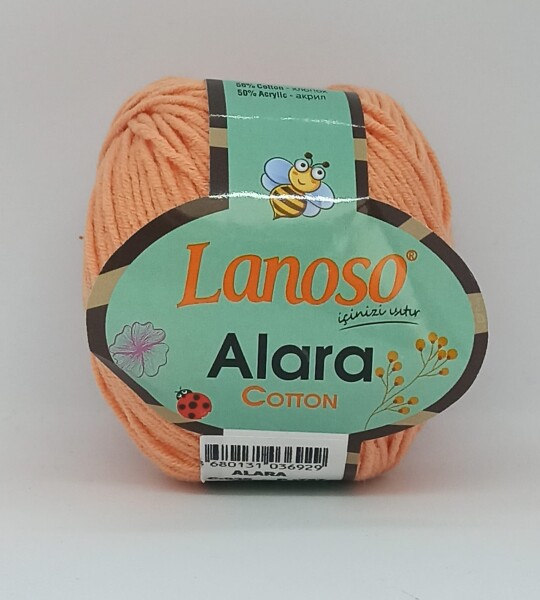 50% Cotton - хлопок
50% Acrylic - акрил
Lanoso®
içinizi ısıtır
Alara
COTTON
680131 036929
ALARA